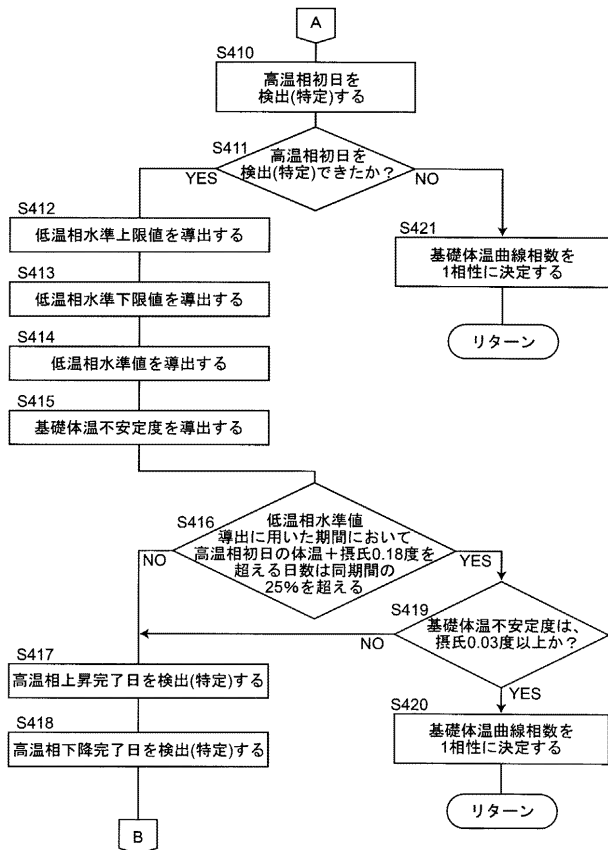 A
S410
高温相初日を
検出(特定)する
S411
高温相初日を
検出(特定)できたか？
YES
NO
S412
低温相水準上限値を導出する
S421
基礎体温曲線相数を
1相性に決定する
S413
低温相水準下限値を導出する
リターン
S414
低温相水準値を導出する
S415
基礎体温不安定度を導出する
S416
低温相水準値
導出に用いた期間において
高温相初日の体温＋摂氏0.18度を
超える日数は同期間の
25％を超える
NO
YES
S419
基礎体温不安定度は、
摂氏0.03度以上か？
NO
YES
S417
高温相上昇完了日を検出(特定)する
S418
高温相下降完了日を検出(特定)する
S420
基礎体温曲線相数を
1相性に決定する
リターン
B